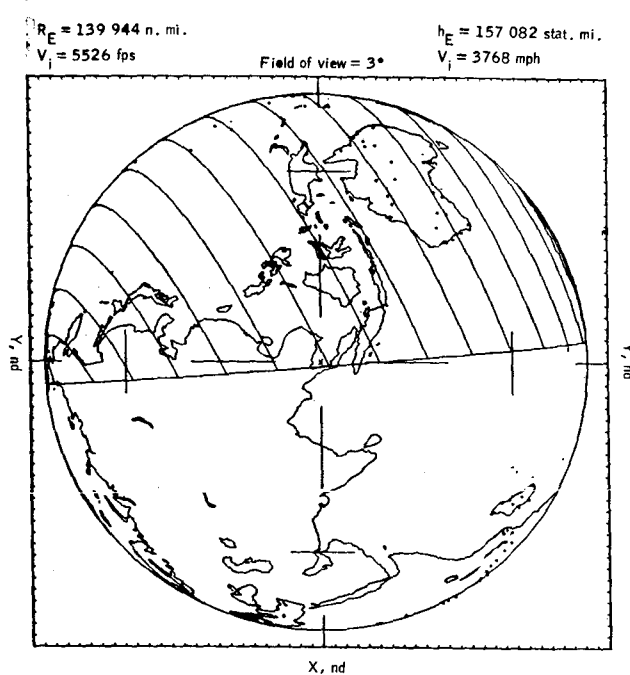 R_E = 139 944 n. mi.
V_i = 5526 fps
h_E = 157 082 stat. mi.
V_i = 3768 mph
Field of view = 3°
Y, nd
Y, nd
X, nd